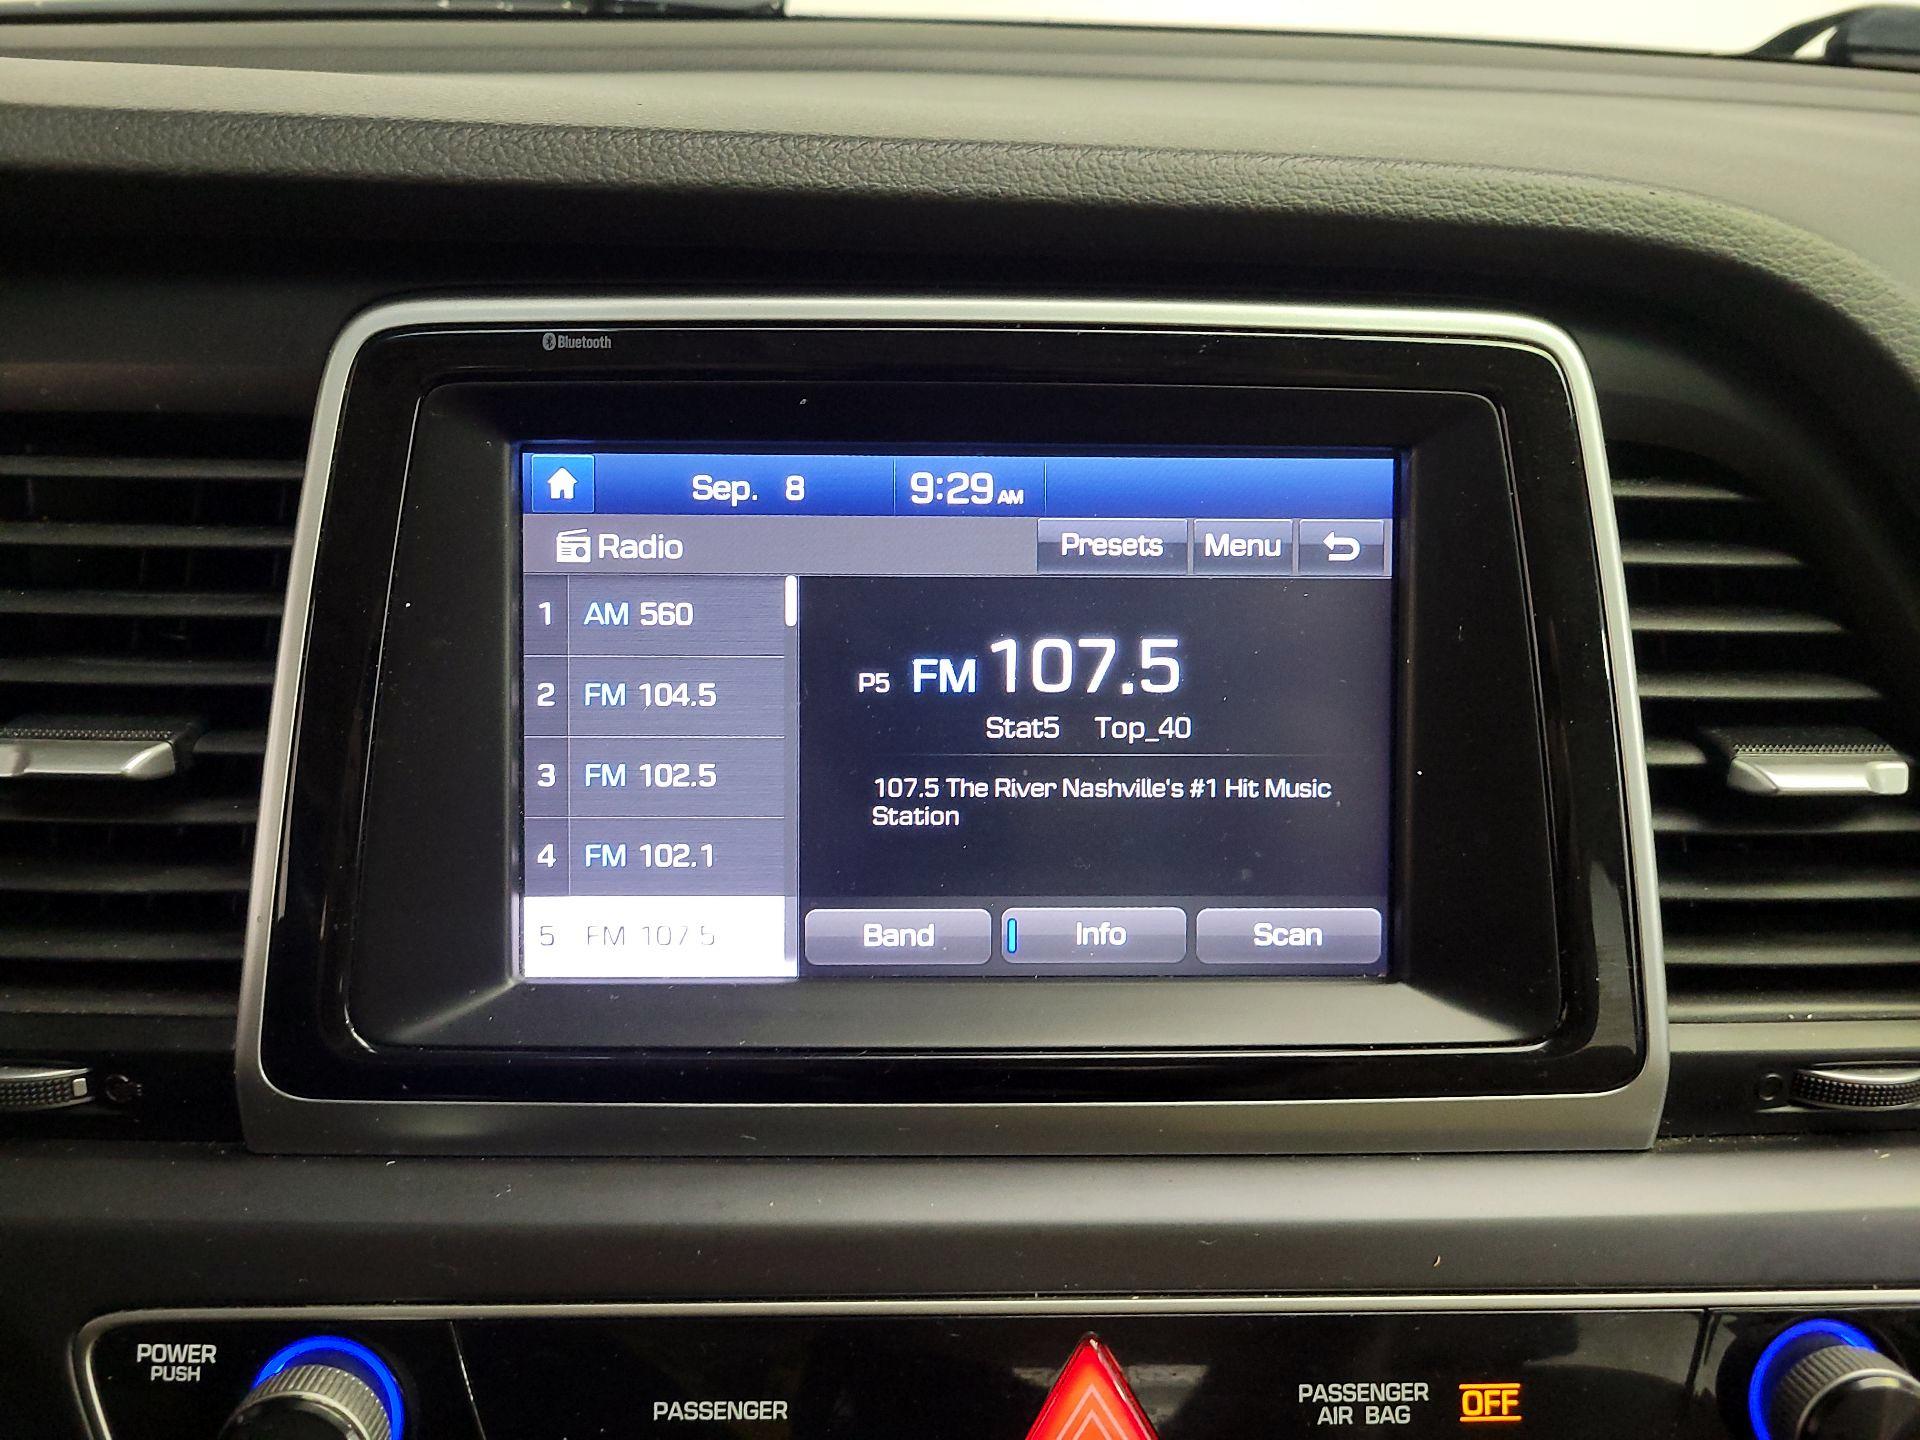 Bluetooth
Sep. 8 9:29 AM
Radio Presets Menu
1 AM 560
2 FM 104.5
3 FM 102.5
4 FM 102.1
5 FM 107.5
P5 FM 107.5
Stat5 Top_40
107.5 The River Nashville's #1 Hit Music
Station
Band Info Scan
POWER
PUSH
PASSENGER
PASSENGER
AIR BAG
OFF